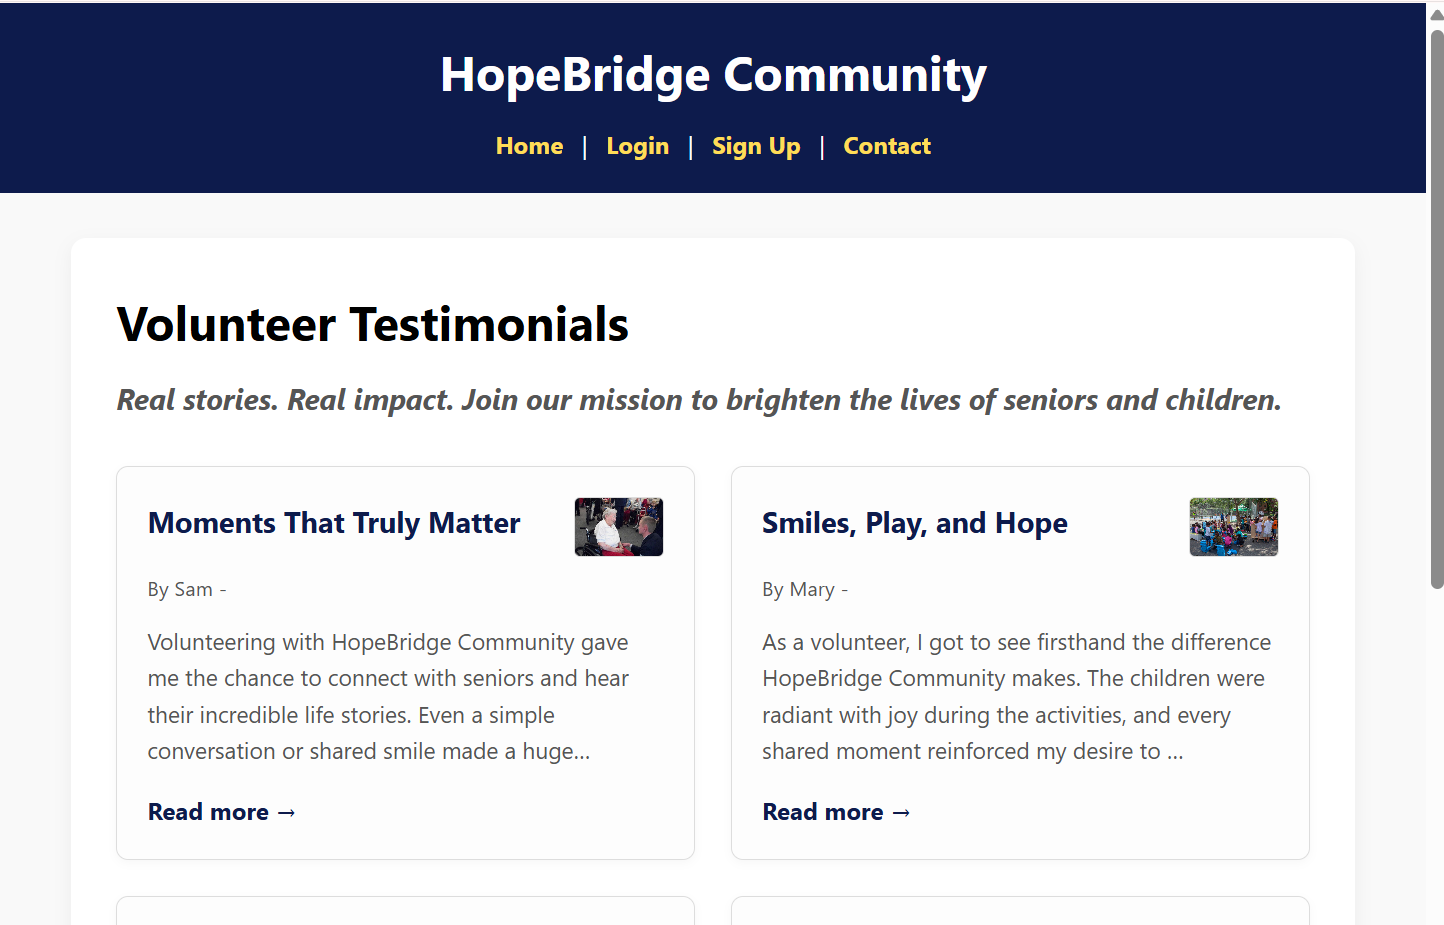 HopeBridge Community
Home | Login | Sign Up | Contact
Volunteer Testimonials
Real stories. Real impact. Join our mission to brighten the lives of seniors and children.
Moments That Truly Matter
By Sam -
Volunteering with HopeBridge Community gave
me the chance to connect with seniors and hear
their incredible life stories. Even a simple
conversation or shared smile made a huge...
Read more →
Smiles, Play, and Hope
By Mary -
As a volunteer, I got to see firsthand the difference
HopeBridge Community makes. The children were
radiant with joy during the activities, and every
shared moment reinforced my desire to ...
Read more →